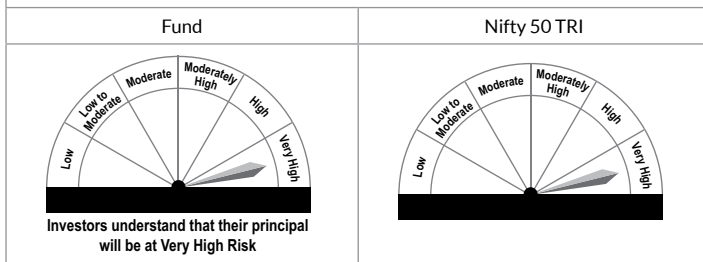 Fund
Nifty 50 TRI
Low
Low to
Moderate
Moderate
Moderately
High
High
Very High
Low
Low to
Moderate
Moderate
Moderately
High
High
Very High
Investors understand that their principal
will be at Very High Risk